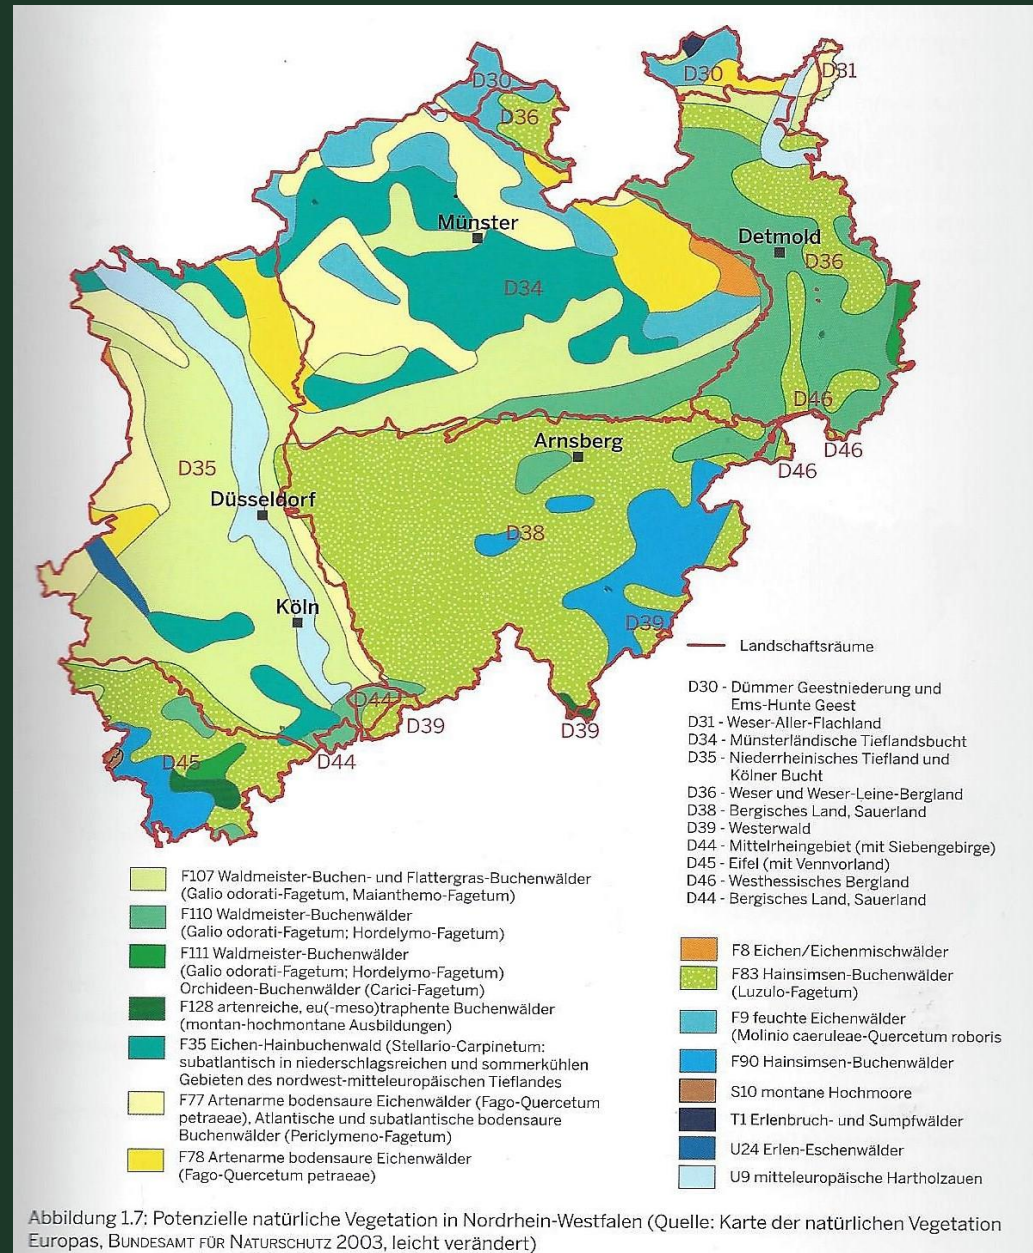 D30
D36
D30
D31
Münster
D34
Detmold
D36
D46
D46
D46
Arnsberg
D35
Düsseldorf
D38
Köln
D39
D44
D39
D39
D44
D45
Landschaftsräume
D30 - Dümmer Geestniederung und
Ems-Hunte Geest
D31 - Weser-Aller-Flachland
D34 - Münsterländische Tieflandsbucht
D35 - Niederrheinisches Tiefland und
Kölner Bucht
D36 - Weser und Weser-Leine-Bergland
D38 - Bergisches Land, Sauerland
D39 - Westerwald
D44 - Mittelrheingebiet (mit Siebengebirge)
D45 - Eifel (mit Vennvorland)
D46 - Westhessisches Bergland
D44 - Bergisches Land, Sauerland
F107 Waldmeister-Buchen- und Flattergras-Buchenwälder
(Galio odorati-Fagetum, Maianthemo-Fagetum)
F110 Waldmeister-Buchenwälder
(Galio odorati-Fagetum; Hordelymo-Fagetum)
F111 Waldmeister-Buchenwälder
(Galio odorati-Fagetum; Hordelymo-Fagetum)
Orchideen-Buchenwälder (Carici-Fagetum)
F128 artenreiche, eu(-meso)traphente Buchenwälder
(montan-hochmontane Ausbildungen)
F35 Eichen-Hainbuchenwald (Stellario-Carpinetum:
subatlantisch in niederschlagsreichen und sommerkühlen
Gebieten des nordwest-mitteleuropäischen Tieflandes
F77 Artenarme bodensaure Eichenwälder (Fago-Quercetum
petraeae), Atlantische und subatlantische bodensaure
Buchenwälder (Periclymeno-Fagetum)
F78 Artenarme bodensaure Eichenwälder
(Fago-Quercetum petraeae)
F8 Eichen/Eichenmischwälder
F83 Hainsimsen-Buchenwälder
(Luzulo-Fagetum)
F9 feuchte Eichenwälder
(Molinio caeruleae-Quercetum roboris
F90 Hainsimsen-Buchenwälder
S10 montane Hochmoore
T1 Erlenbruch- und Sumpfwälder
U24 Erlen-Eschenwälder
U9 mitteleuropäische Hartholzauen
Abbildung 1.7: Potenzielle natürliche Vegetation in Nordrhein-Westfalen (Quelle: Karte der natürlichen Vegetation
Europas, BUNDESAMT FÜR NATURSCHUTZ 2003, leicht verändert)